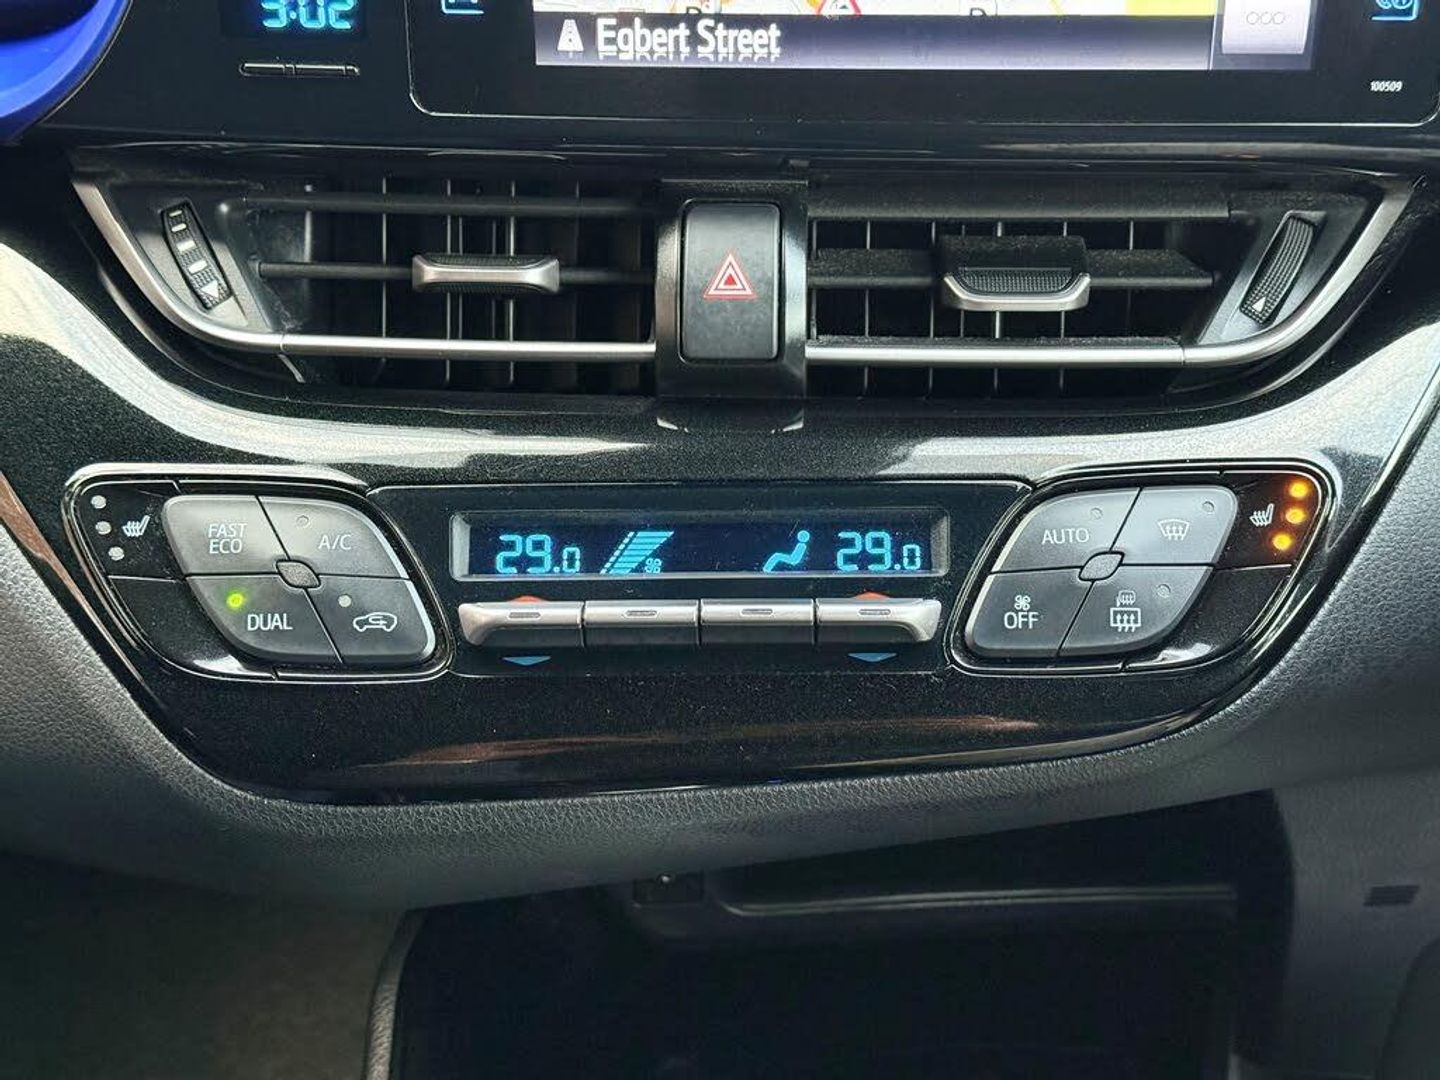 3:02
Egbert Street
100509
FAST
ECO
A/C
DUAL
29.0
29.0
AUTO
OFF